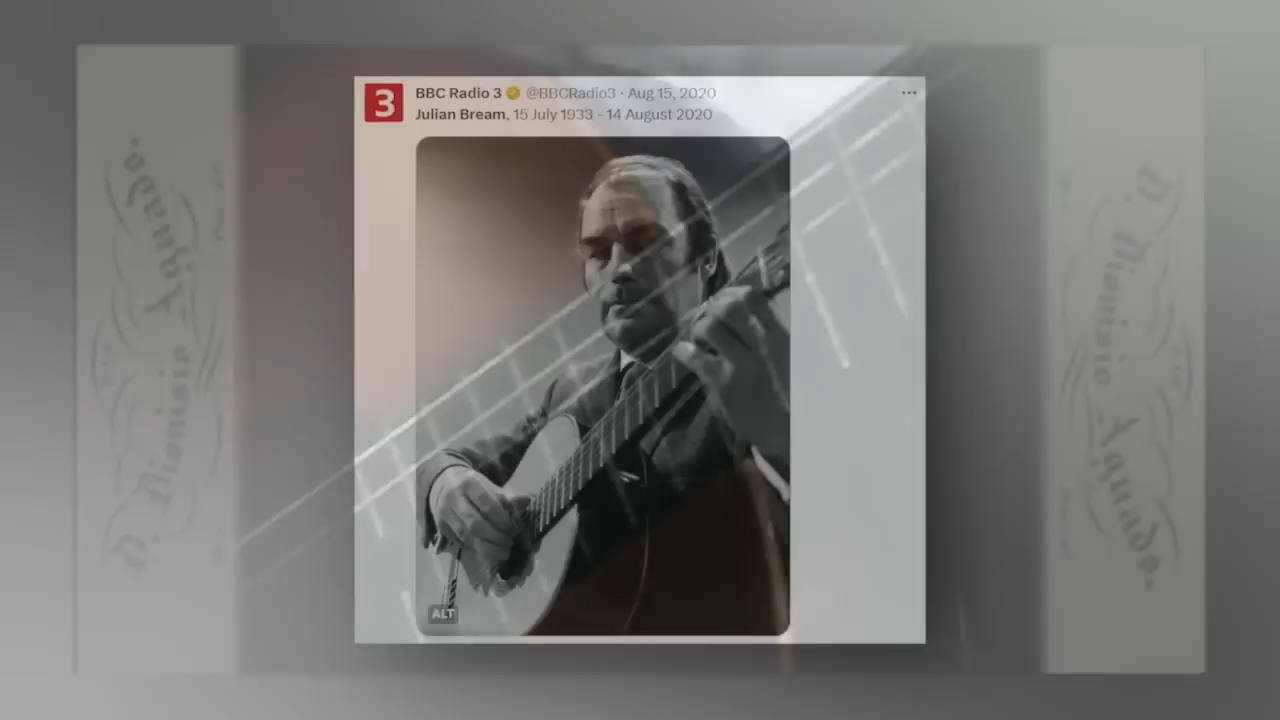 3
BBC Radio 3 @BBCRadio3 · Aug 15, 2020
Julian Bream, 15 July 1933 - 14 August 2020
ALT
D. Dionisio Aguado.
D. Dionisio Aguado.